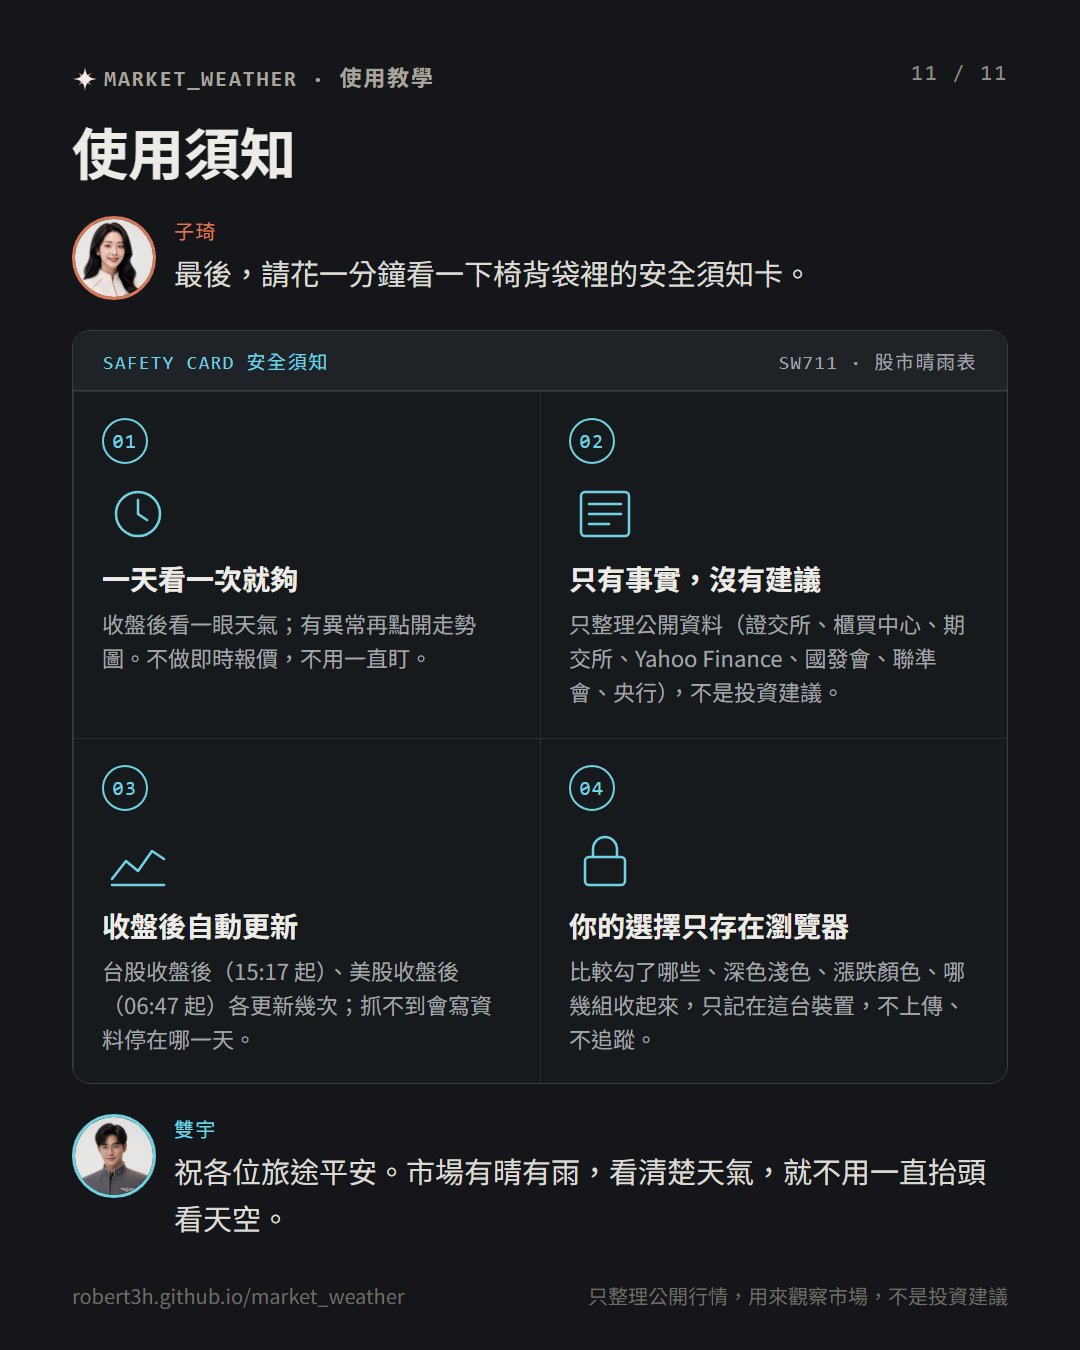 MARKET_WEATHER · 使用教學
11 / 11
使用須知
子琦
最後，請花一分鐘看一下椅背袋裡的安全須知卡。
SAFETY CARD 安全須知
SW711 · 股市晴雨表
01
一天看一次就夠
收盤後看一眼天氣；有異常再點開走勢
圖。不做即時報價，不用一直盯。
02
只有事實，沒有建議
只整理公開資料（證交所、櫃買中心、期
交所、Yahoo Finance、國發會、聯準
會、央行），不是投資建議。
03
收盤後自動更新
台股收盤後（15:17 起）、美股收盤後
（06:47 起）各更新幾次；抓不到會寫資
料停在哪一天。
04
你的選擇只存在瀏覽器
比較勾了哪些、深色淺色、漲跌顏色、哪
幾組收起來，只記在這台裝置，不上傳、
不追蹤。
雙宇
祝各位旅途平安。市場有晴有雨，看清楚天氣，就不用一直抬頭
看天空。
robert3h.github.io/market_weather
只整理公開行情，用來觀察市場，不是投資建議